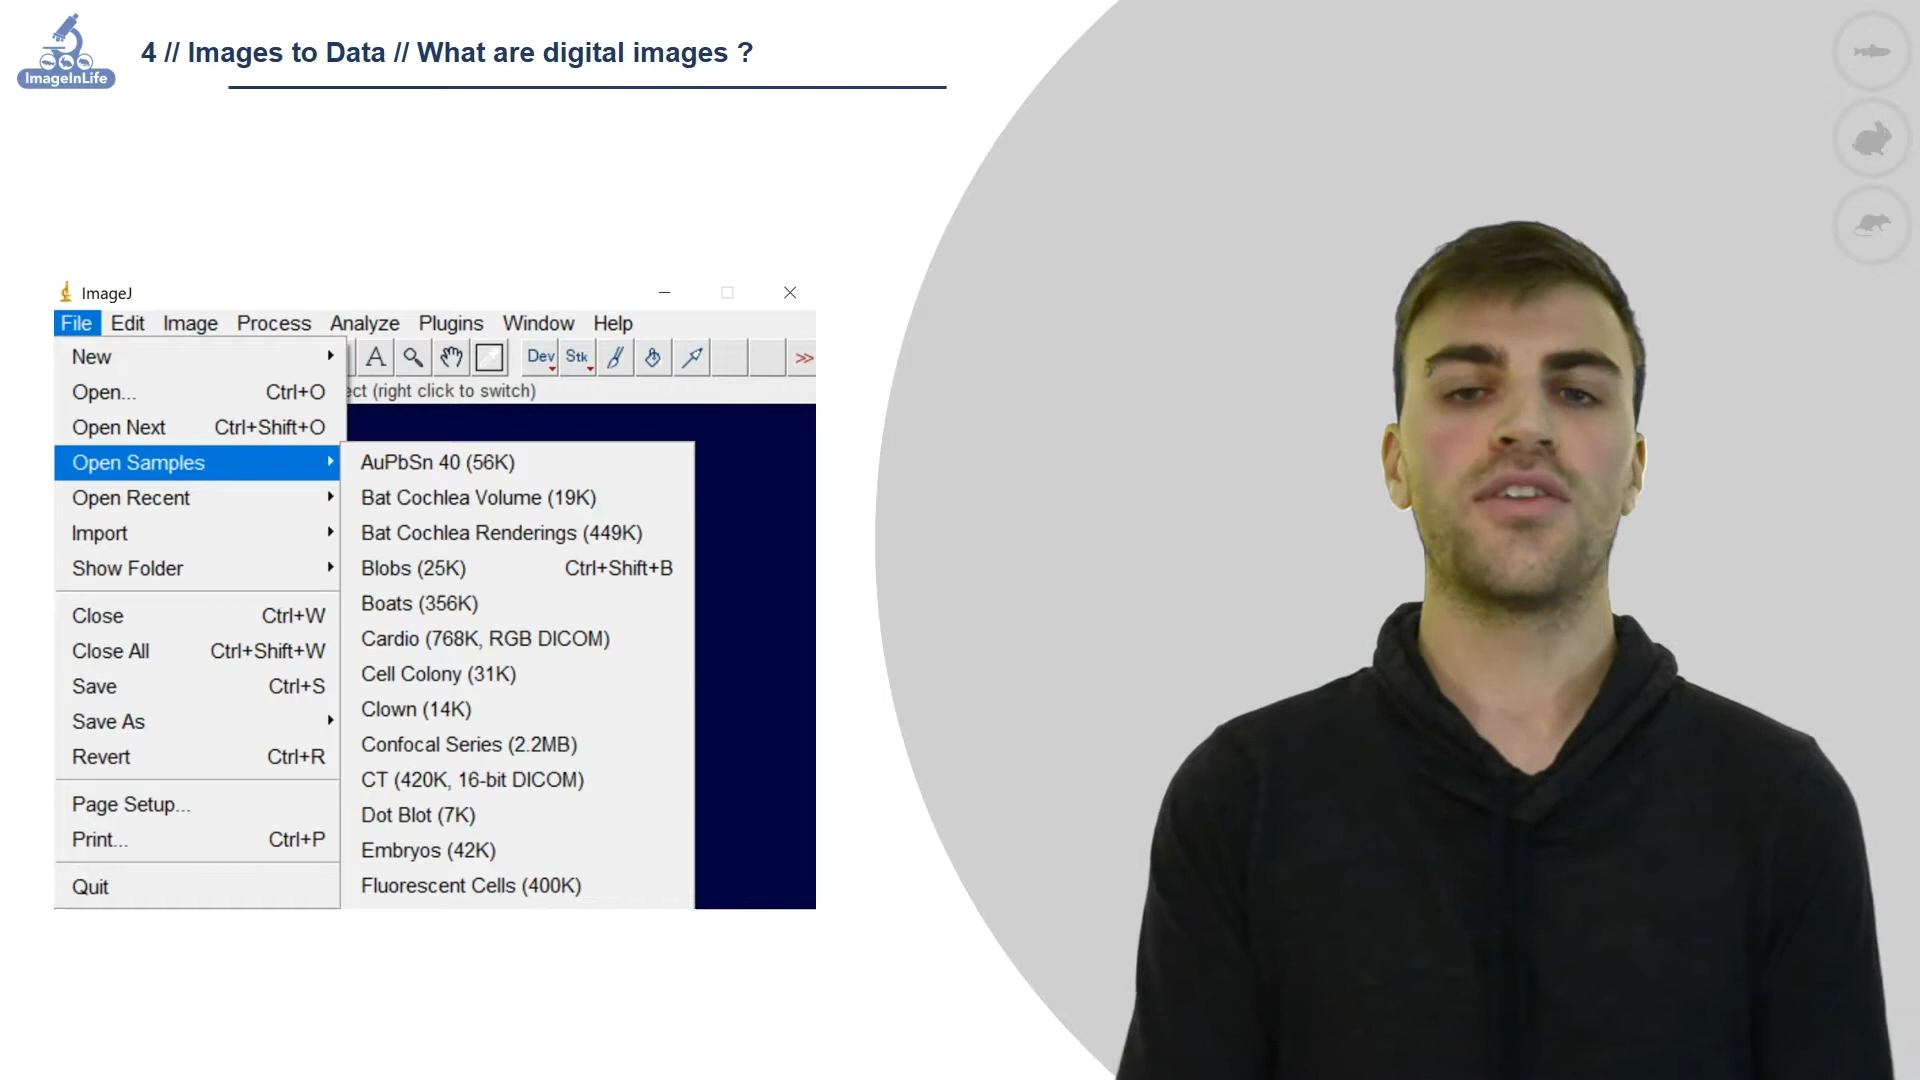 ImageInLife
4 // Images to Data // What are digital images ?
ImageJ
File Edit Image Process Analyze Plugins Window Help
New
A Dev Stk >>
Open... Ctrl+O
ect (right click to switch)
Open Next Ctrl+Shift+O
Open Samples
Open Recent
Import
Show Folder
Close Ctrl+W
Close All Ctrl+Shift+W
Save Ctrl+S
Save As
Revert Ctrl+R
Page Setup...
Print... Ctrl+P
Quit
AuPbSn 40 (56K)
Bat Cochlea Volume (19K)
Bat Cochlea Renderings (449K)
Blobs (25K) Ctrl+Shift+B
Boats (356K)
Cardio (768K, RGB DICOM)
Cell Colony (31K)
Clown (14K)
Confocal Series (2.2MB)
CT (420K, 16-bit DICOM)
Dot Blot (7K)
Embryos (42K)
Fluorescent Cells (400K)